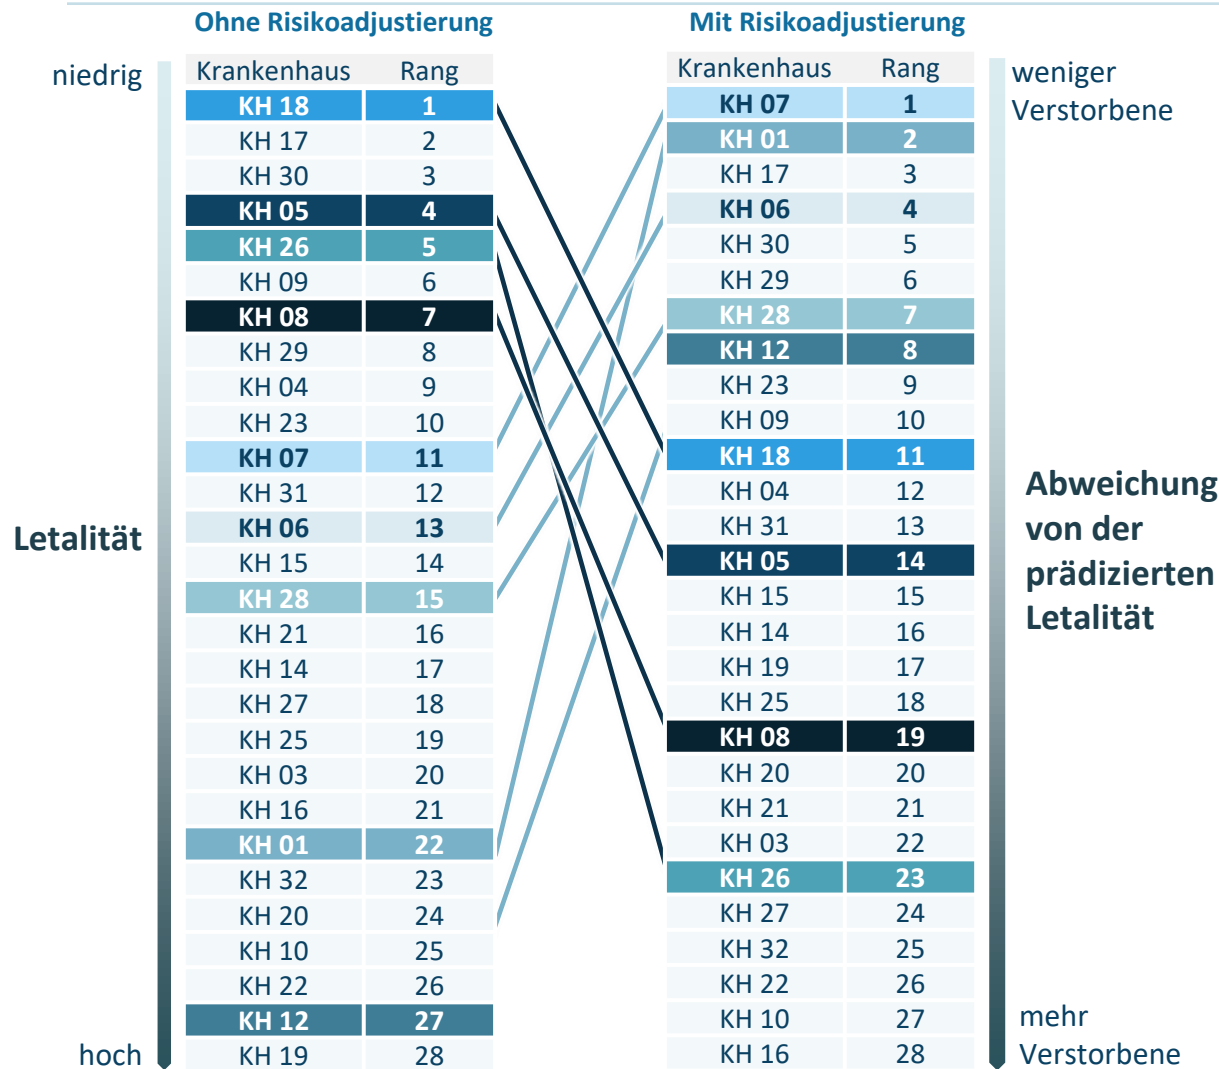 Ohne Risikoadjustierung
niedrig
Krankenhaus Rang
KH 18 1
KH 17 2
KH 30 3
KH 05 4
KH 26 5
KH 09 6
KH 08 7
KH 29 8
KH 04 9
KH 23 10
KH 07 11
KH 31 12
KH 06 13
KH 15 14
KH 28 15
KH 21 16
KH 14 17
KH 27 18
KH 25 19
KH 03 20
KH 16 21
KH 01 22
KH 32 23
KH 20 24
KH 10 25
KH 22 26
KH 12 27
KH 19 28
Letalität
hoch
Mit Risikoadjustierung
Krankenhaus Rang
KH 07 1
KH 01 2
KH 17 3
KH 06 4
KH 30 5
KH 29 6
KH 28 7
KH 12 8
KH 23 9
KH 09 10
KH 18 11
KH 04 12
KH 31 13
KH 05 14
KH 15 15
KH 14 16
KH 19 17
KH 25 18
KH 08 19
KH 20 20
KH 21 21
KH 03 22
KH 26 23
KH 27 24
KH 32 25
KH 22 26
KH 10 27
KH 16 28
weniger
Verstorbene
Abweichung
von der
prädizierten
Letalität
mehr
Verstorbene